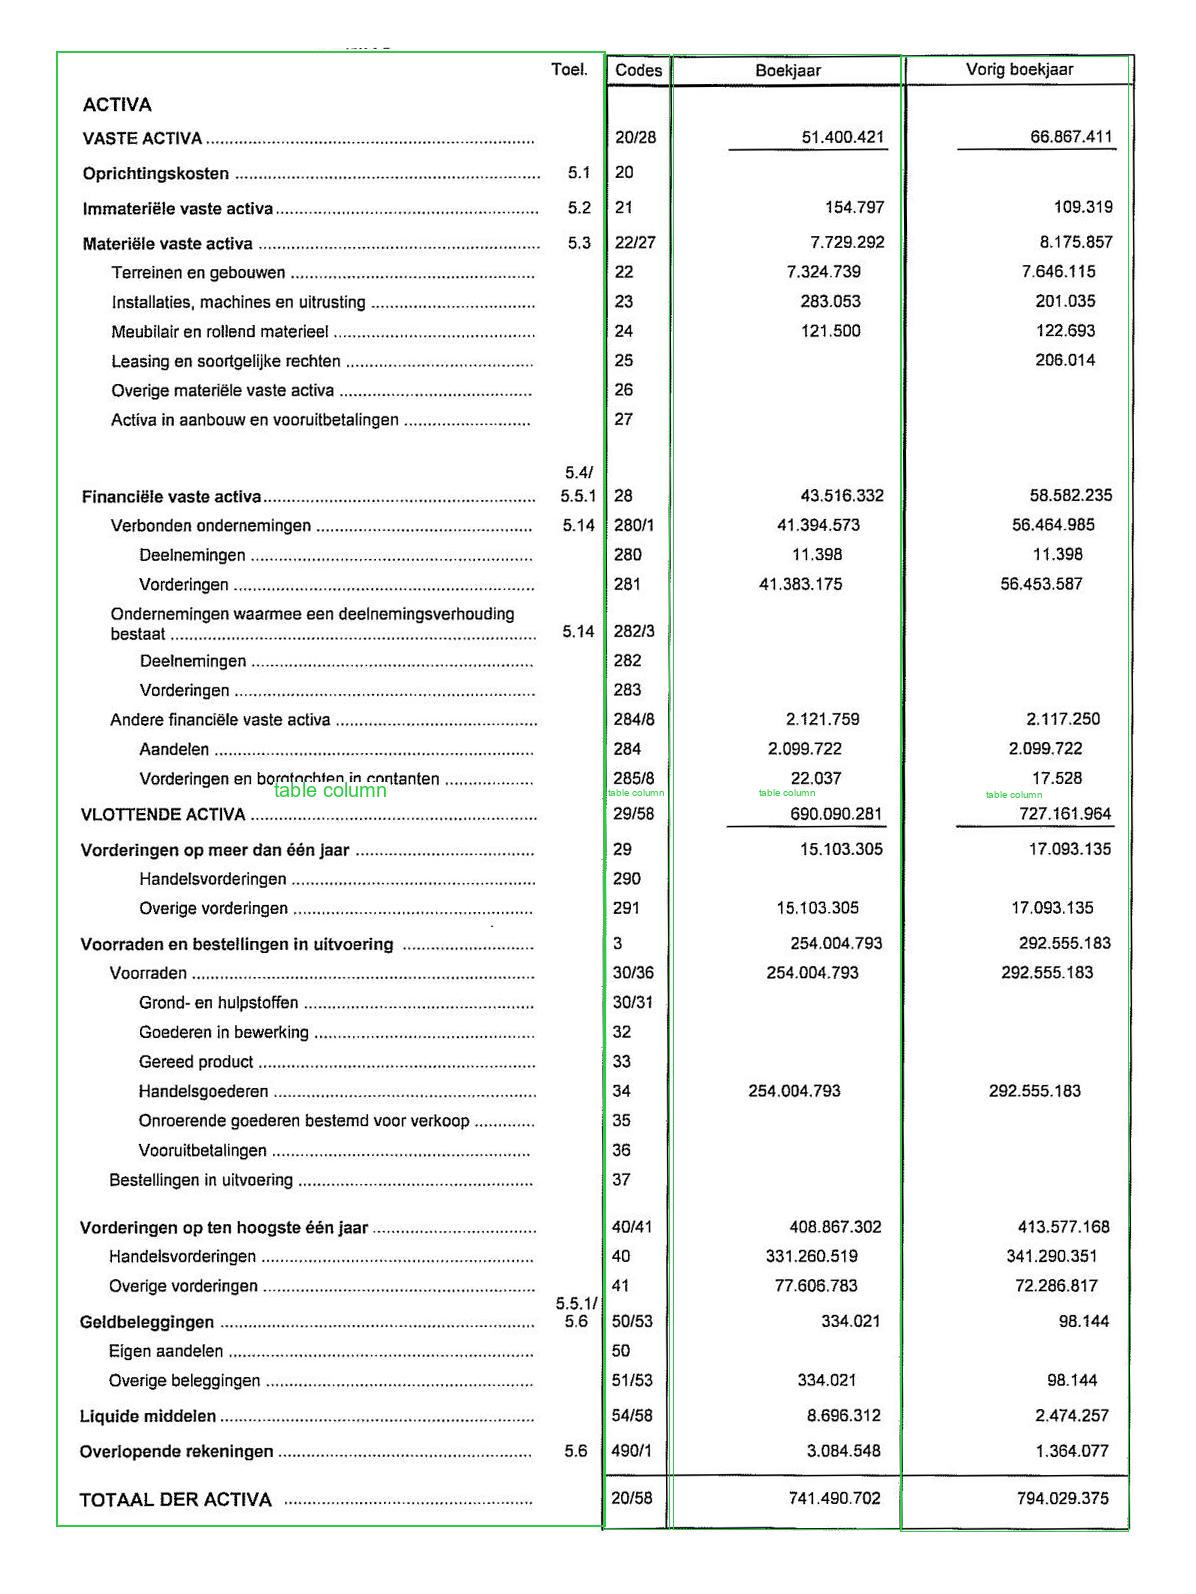 Toel. Codes Boekjaar Vorig boekjaar
ACTIVA
VASTE ACTIVA 20/28 51.400.421 66.867.411
Oprichtingskosten 5.1 20
Immateriële vaste activa 5.2 21 154.797 109.319
Materiële vaste activa 5.3 22/27 7.729.292 8.175.857
Terreinen en gebouwen 22 7.324.739 7.646.115
Installaties, machines en uitrusting 23 283.053 201.035
Meubilair en rollend materieel 24 121.500 122.693
Leasing en soortgelijke rechten 25 206.014
Overige materiële vaste activa 26
Activa in aanbouw en vooruitbetalingen 27
5.4/
Financiële vaste activa 5.5.1 28 43.516.332 58.582.235
Verbonden ondernemingen 5.14 280/1 41.394.573 56.464.985
Deelnemingen 280 11.398 11.398
Vorderingen 281 41.383.175 56.453.587
Ondernemingen waarmee een deelnemingsverhouding
bestaat 5.14 282/3
Deelnemingen 282
Vorderingen 283
Andere financiële vaste activa 284/8 2.121.759 2.117.250
Aandelen 284 2.099.722 2.099.722
Vorderingen en borgtochten in contanten 285/8 22.037 17.528
table column table column table column table column
VLOTTENDE ACTIVA 29/58 690.090.281 727.161.964
Vorderingen op meer dan één jaar 29 15.103.305 17.093.135
Handelsvorderingen 290
Overige vorderingen 291 15.103.305 17.093.135
Voorraden en bestellingen in uitvoering 3 254.004.793 292.555.183
Voorraden 30/36 254.004.793 292.555.183
Grond- en hulpstoffen 30/31
Goederen in bewerking 32
Gereed product 33
Handelsgoederen 34 254.004.793 292.555.183
Onroerende goederen bestemd voor verkoop 35
Vooruitbetalingen 36
Bestellingen in uitvoering 37
Vorderingen op ten hoogste één jaar 40/41 408.867.302 413.577.168
Handelsvorderingen 40 331.260.519 341.290.351
Overige vorderingen 41 77.606.783 72.286.817
5.5.1/
Geldbeleggingen 5.6 50/53 334.021 98.144
Eigen aandelen 50
Overige beleggingen 51/53 334.021 98.144
Liquide middelen 54/58 8.696.312 2.474.257
Overlopende rekeningen 5.6 490/1 3.084.548 1.364.077
TOTAAL DER ACTIVA 20/58 741.490.702 794.029.375